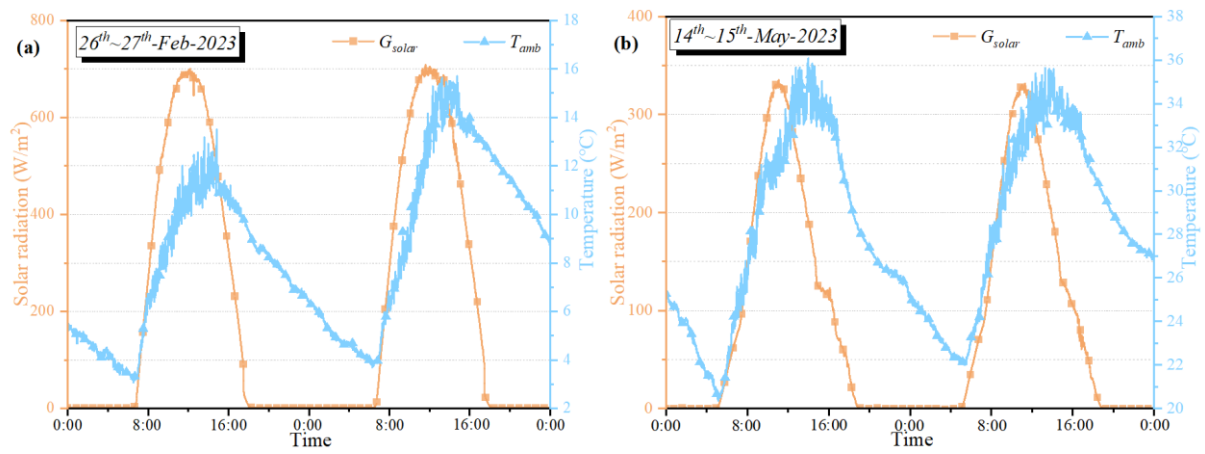 (a)
26th~27th-Feb-2023
Gsolar
Tamb
Solar radiation (W/m²)
800
600
400
200
0
Temperature (°C)
18
16
14
12
10
8
6
4
2
0:00 8:00 16:00 0:00 8:00 16:00 0:00
Time
(b)
14th~15th-May-2023
Gsolar
Tamb
Solar radiation (W/m²)
400
300
200
100
0
Temperature (°C)
38
36
34
32
30
28
26
24
22
20
0:00 8:00 16:00 0:00 8:00 16:00 0:00
Time